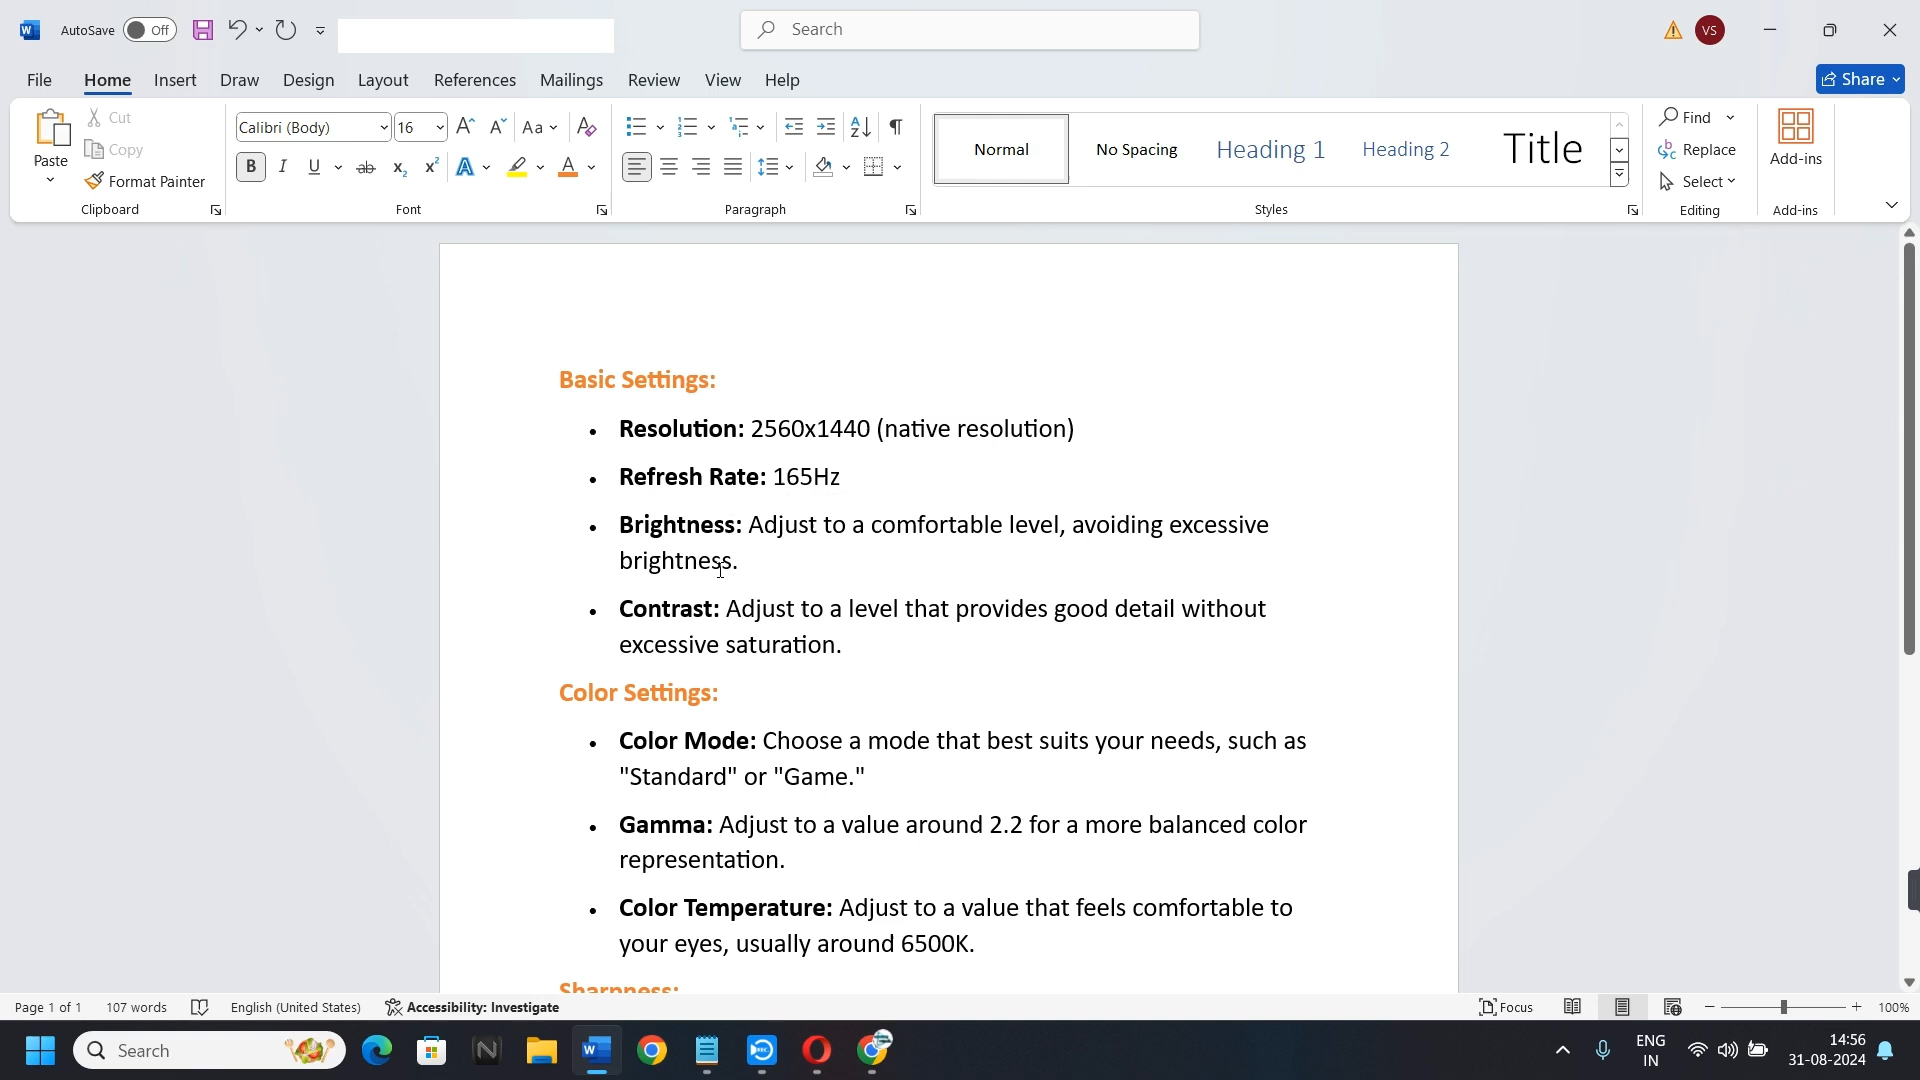 AutoSave Off Search VS
File Home Insert Draw Design Layout References Mailings Review View Help Share
Paste Cut Copy Format Painter Clipboard
Calibri (Body) 16 Aa Font
Paragraph
Normal No Spacing Heading 1 Heading 2 Title Styles
Find Replace Select Editing
Add-ins Add-ins
Basic Settings:
• Resolution: 2560x1440 (native resolution)
• Refresh Rate: 165Hz
• Brightness: Adjust to a comfortable level, avoiding excessive
brightness.
• Contrast: Adjust to a level that provides good detail without
excessive saturation.
Color Settings:
• Color Mode: Choose a mode that best suits your needs, such as
"Standard" or "Game."
• Gamma: Adjust to a value around 2.2 for a more balanced color
representation.
• Color Temperature: Adjust to a value that feels comfortable to
your eyes, usually around 6500K.
Sharpness:
Page 1 of 1 107 words English (United States) Accessibility: Investigate Focus 100%
Search ENG IN 14:56 31-08-2024